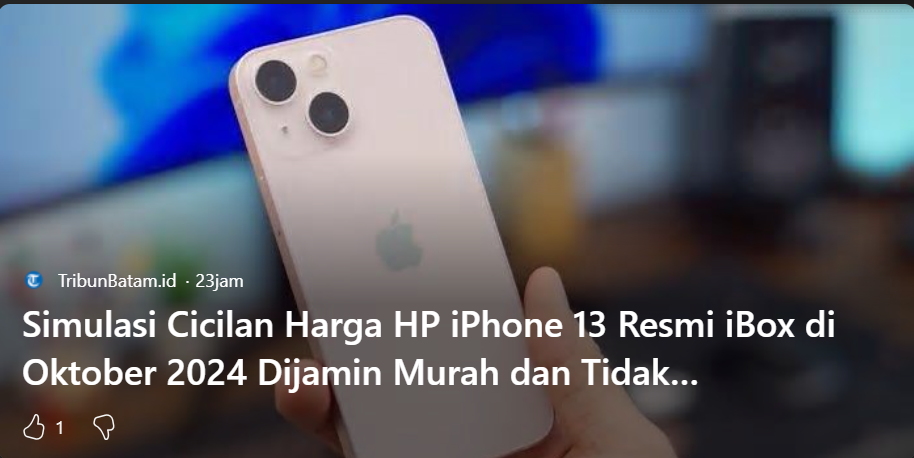 TribunBatam.id · 23jam
Simulasi Cicilan Harga HP iPhone 13 Resmi iBox di
Oktober 2024 Dijamin Murah dan Tidak...
1